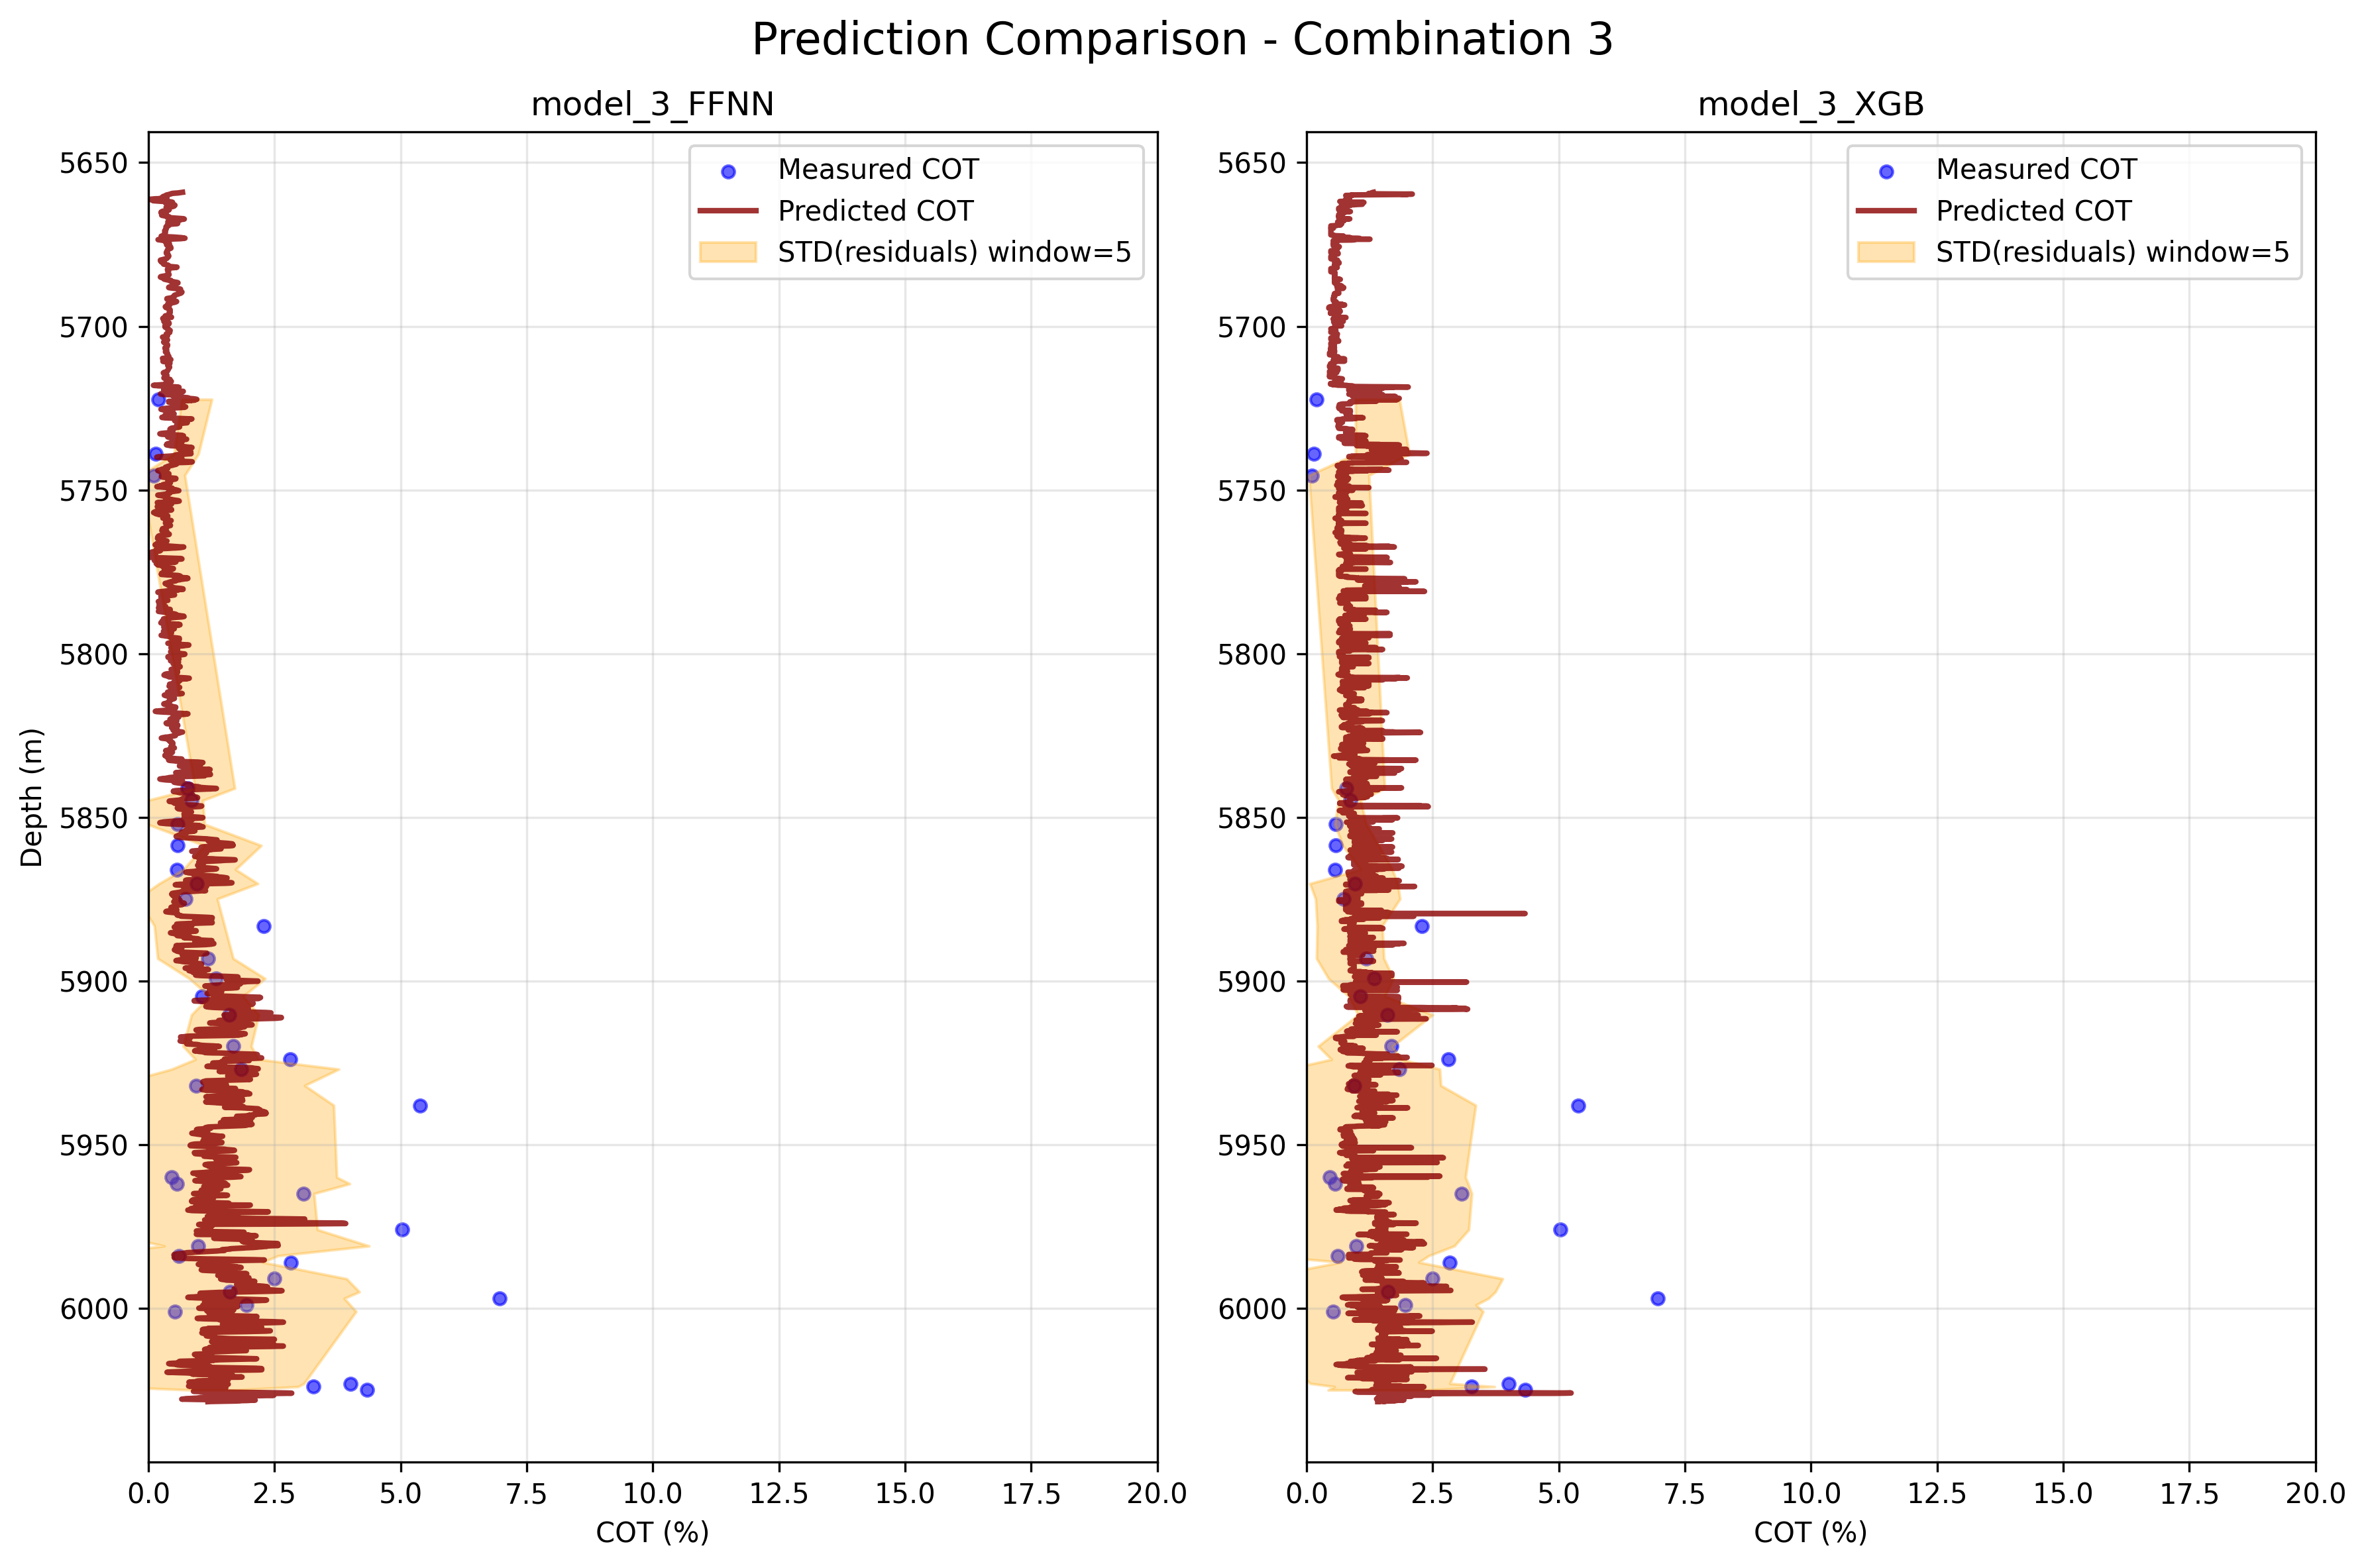 Prediction Comparison - Combination 3
model_3_FFNN
Measured COT
Predicted COT
STD(residuals) window=5
5650
5700
5750
5800
5850
5900
5950
6000
Depth (m)
0.0 2.5 5.0 7.5 10.0 12.5 15.0 17.5 20.0
COT (%)
model_3_XGB
Measured COT
Predicted COT
STD(residuals) window=5
5650
5700
5750
5800
5850
5900
5950
6000
0.0 2.5 5.0 7.5 10.0 12.5 15.0 17.5 20.0
COT (%)